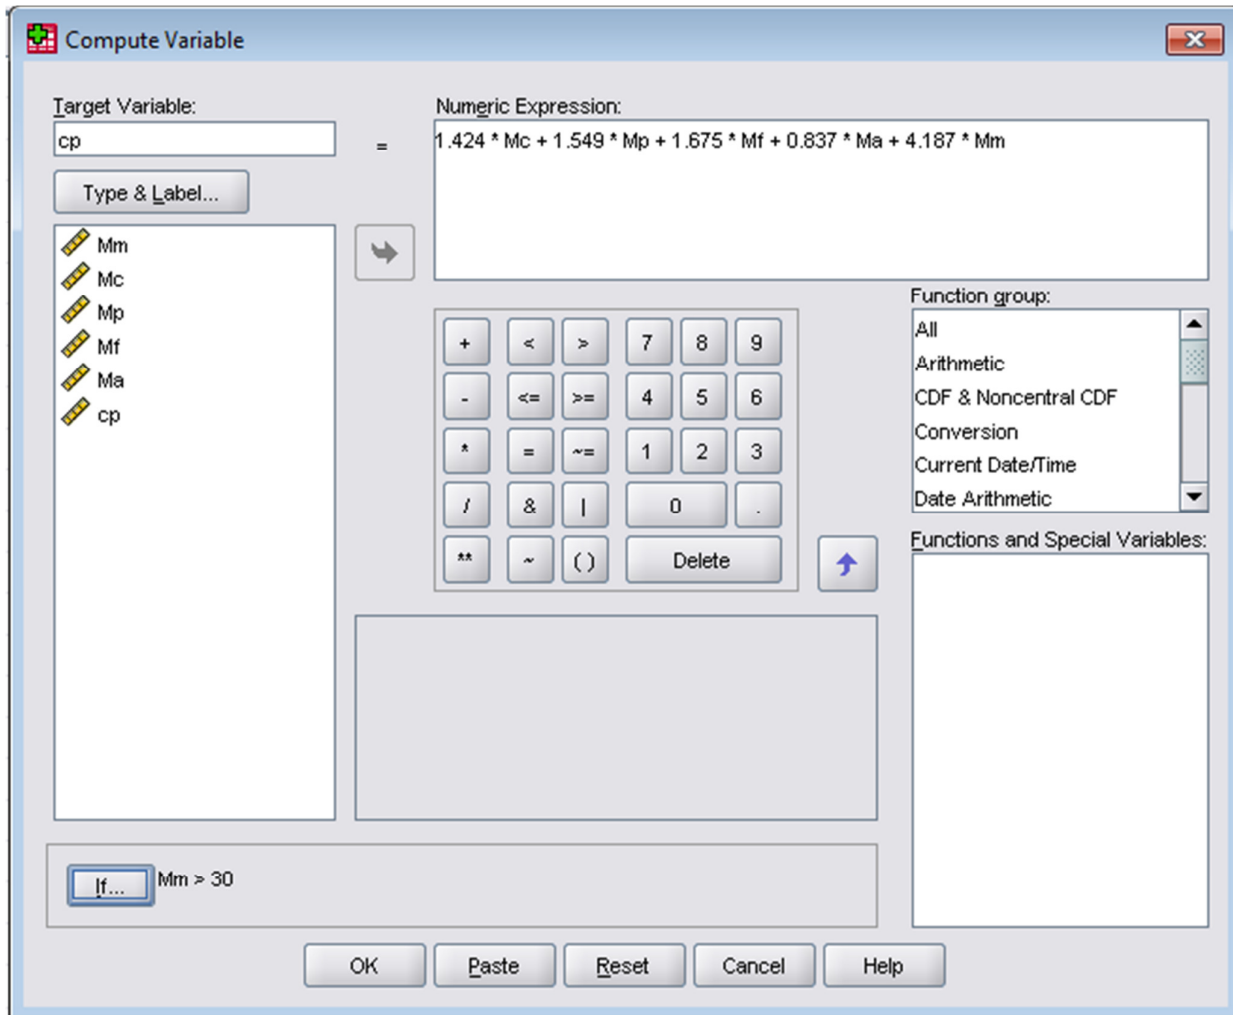 Compute Variable
Target Variable:
cp
=
Numeric Expression:
1.424 * Mc + 1.549 * Mp + 1.675 * Mf + 0.837 * Ma + 4.187 * Mm
Type & Label...
Mm
Mc
Mp
Mf
Ma
cp
+ < > 7 8 9
- <= >= 4 5 6
* = ~= 1 2 3
/ & | 0 .
** ~ ( ) Delete
Function group:
All
Arithmetic
CDF & Noncentral CDF
Conversion
Current Date/Time
Date Arithmetic
Functions and Special Variables:
If... Mm > 30
OK Paste Reset Cancel Help